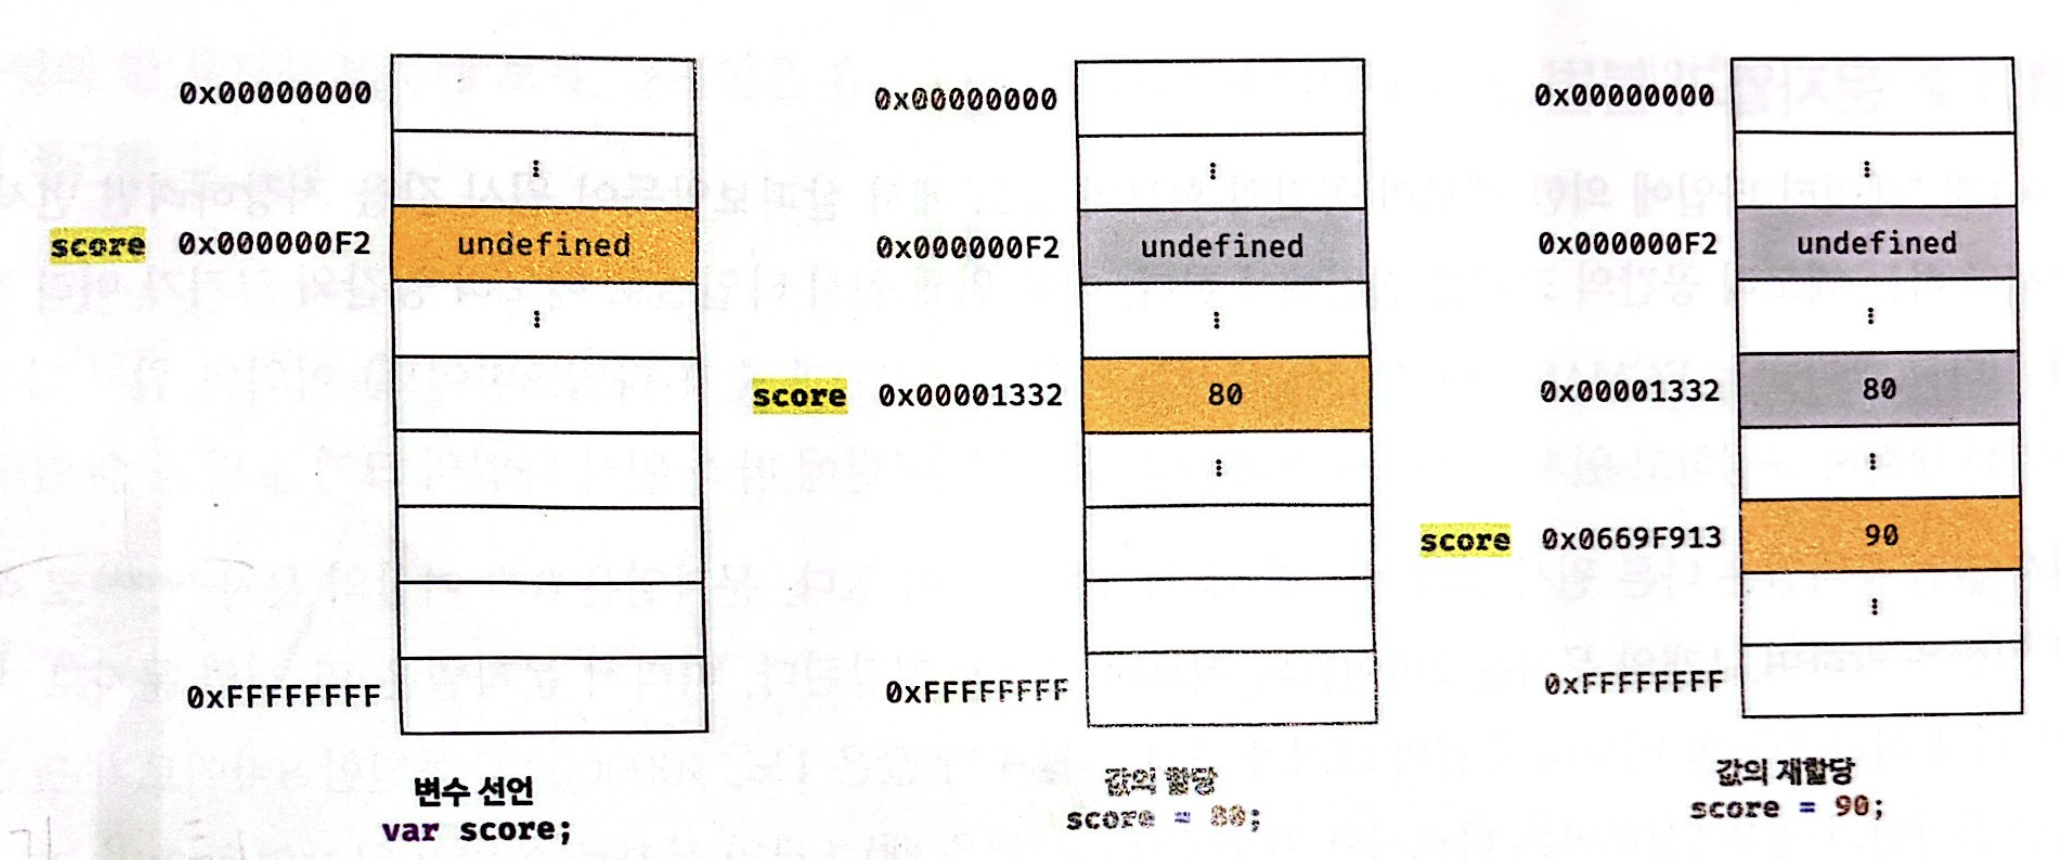 0x00000000
⋮
score 0x000000F2 undefined
⋮
0xFFFFFFFF
변수 선언
var score;
0x00000000
⋮
0x000000F2 undefined
⋮
score 0x00001332 80
⋮
0xFFFFFFFF
값의 할당
score = 80;
0x00000000
⋮
0x000000F2 undefined
⋮
0x00001332 80
⋮
score 0x0669F913 90
⋮
0xFFFFFFFF
값의 재할당
score = 90;